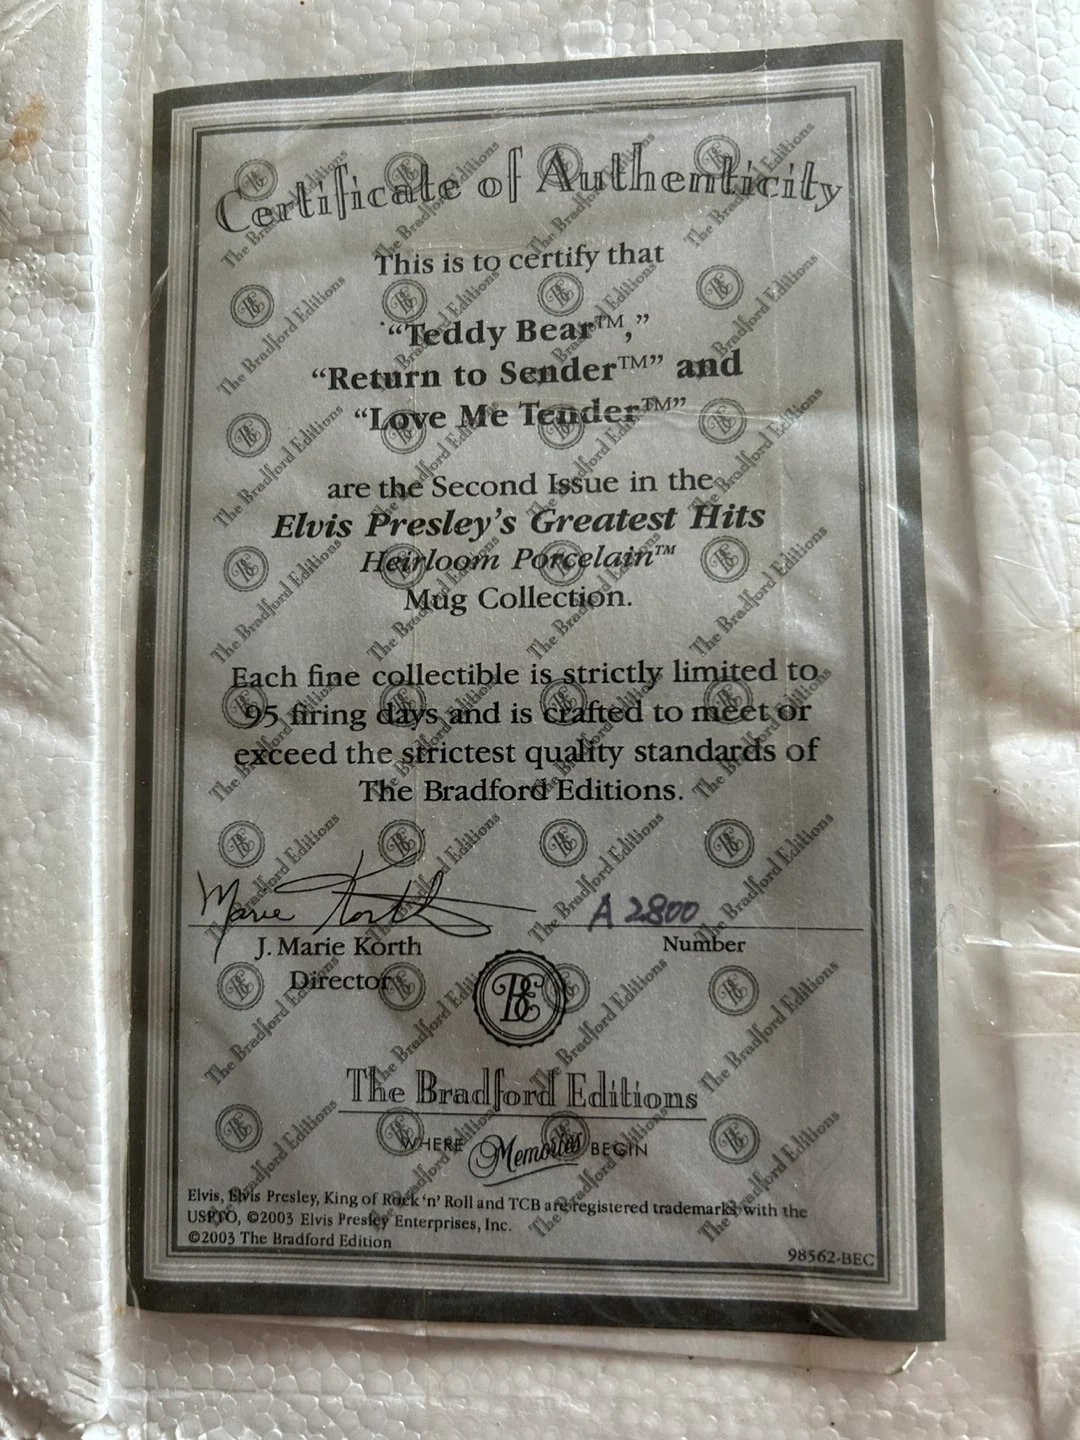 Certificate of Authenticity
This is to certify that
“Teddy Bear™,”
“Return to Sender™” and
“Love Me Tender™”
are the Second Issue in the
Elvis Presley’s Greatest Hits
Heirloom Porcelain™
Mug Collection.
Each fine collectible is strictly limited to
95 firing days and is crafted to meet or
exceed the strictest quality standards of
The Bradford Editions.
Marie Korth
A 2800
J. Marie Korth
Number
Director
BE
The Bradford Editions
WHERE Memories BEGIN
Elvis, Elvis Presley, King of Rock ‘n’ Roll and TCB are registered trademarks with the
USPTO, ©2003 Elvis Presley Enterprises, Inc.
©2003 The Bradford Edition
98562-BEC